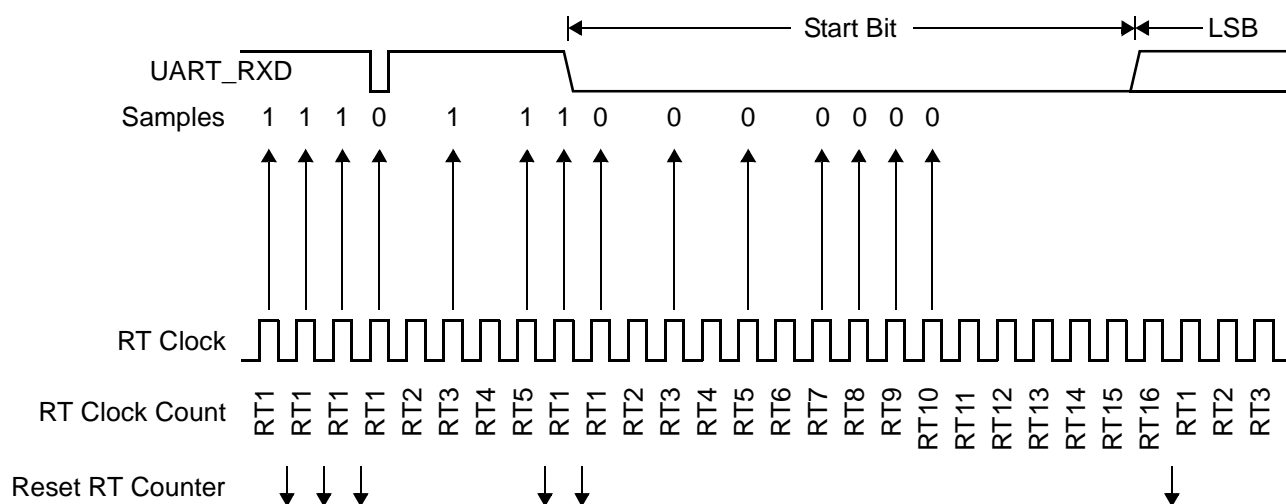 Start Bit LSB
UART_RXD
Samples 1 1 1 0 1 1 1 0 0 0 0 0 0 0
RT Clock
RT Clock Count RT1 RT1 RT1 RT1 RT2 RT3 RT4 RT5 RT1 RT1 RT2 RT3 RT4 RT5 RT6 RT7 RT8 RT9 RT10 RT11 RT12 RT13 RT14 RT15 RT16 RT1 RT2 RT3
Reset RT Counter